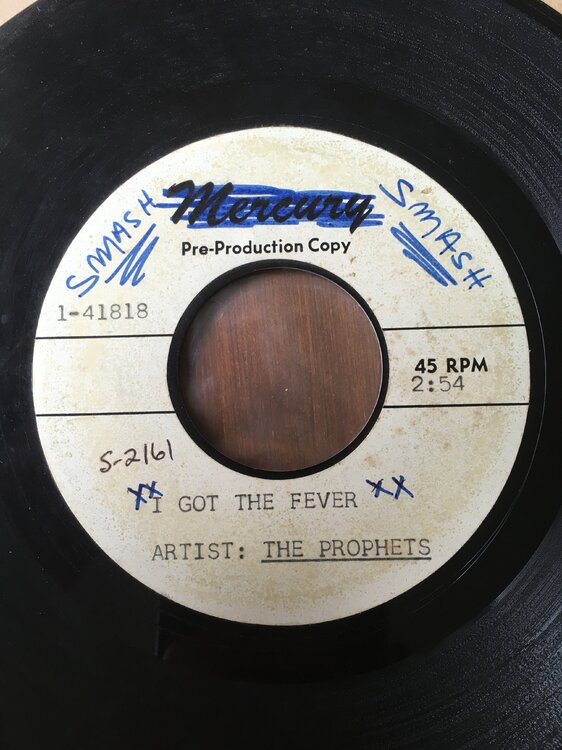 SMASH
Mercury
SMASH
Pre-Production Copy
1-41818
45 RPM
2:54
S-2161
XX I GOT THE FEVER XX
ARTIST: THE PROPHETS